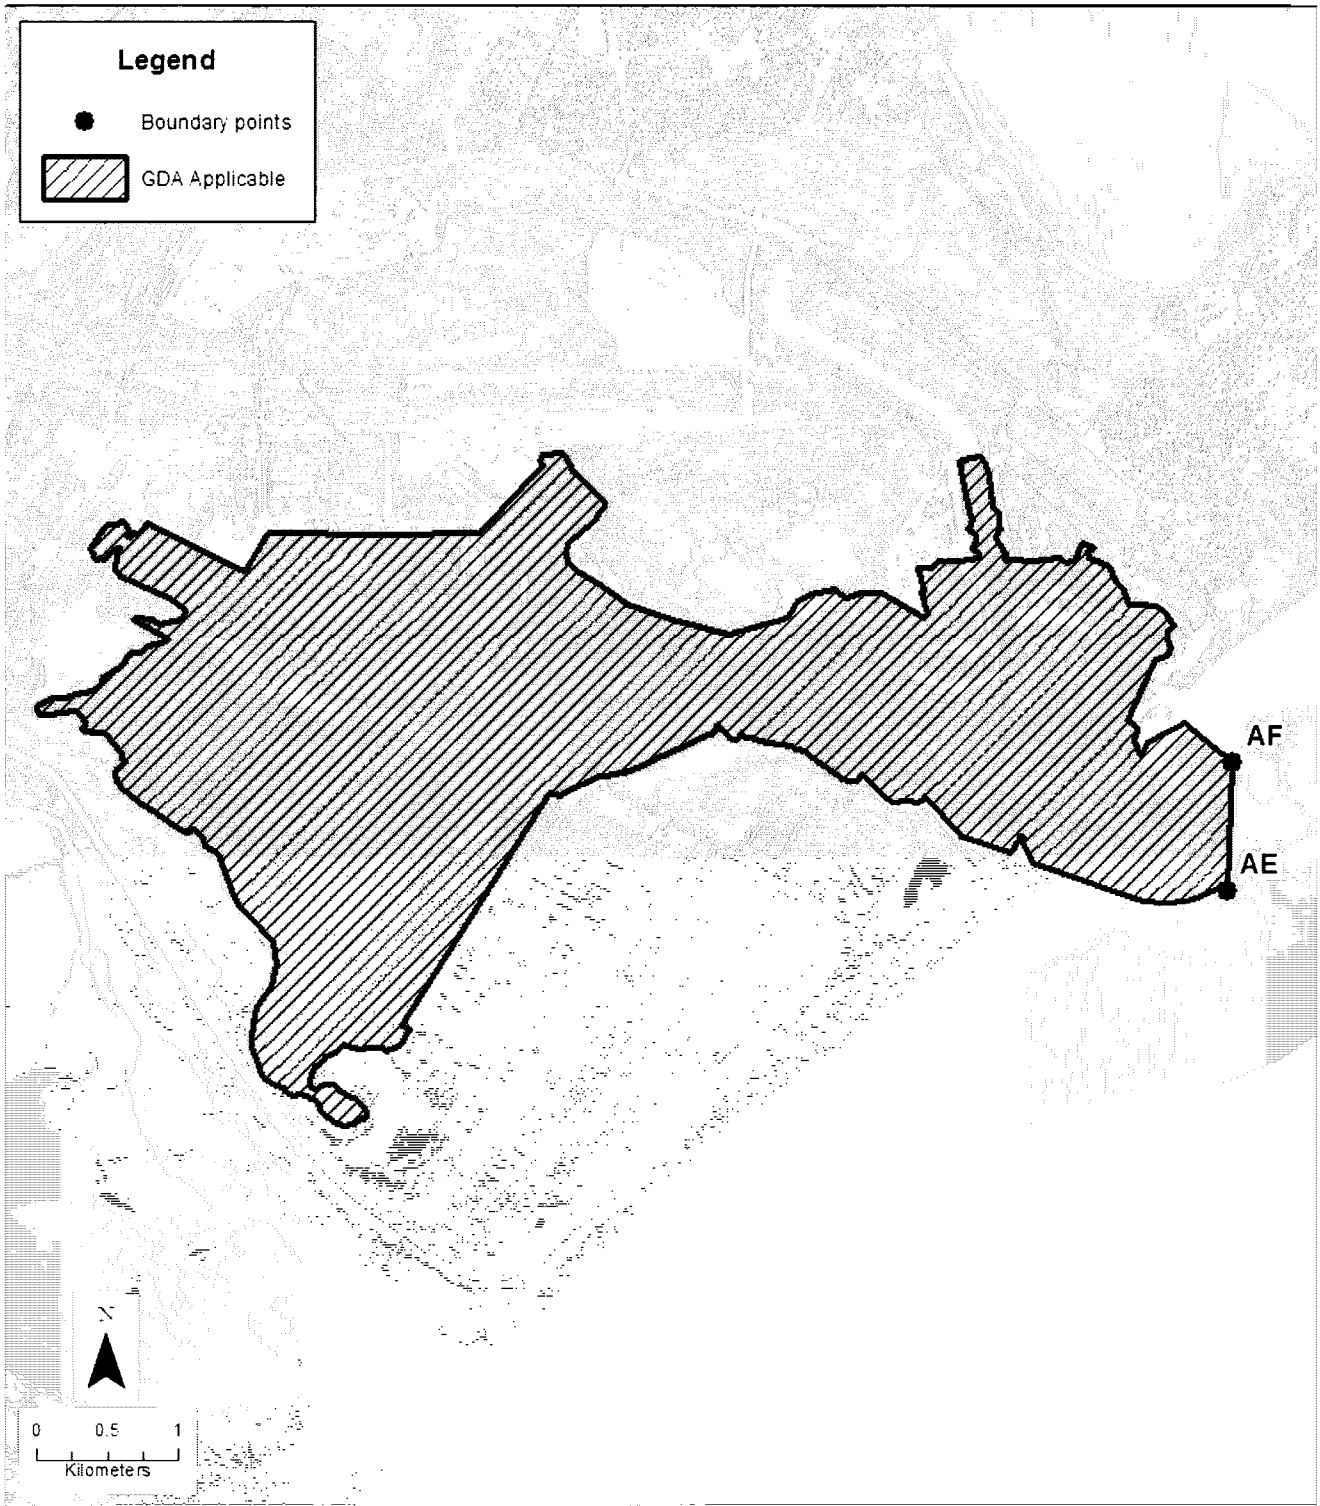 Legend
Boundary points
GDA Applicable
AF
AE
N
0 0.5 1
Kilometers